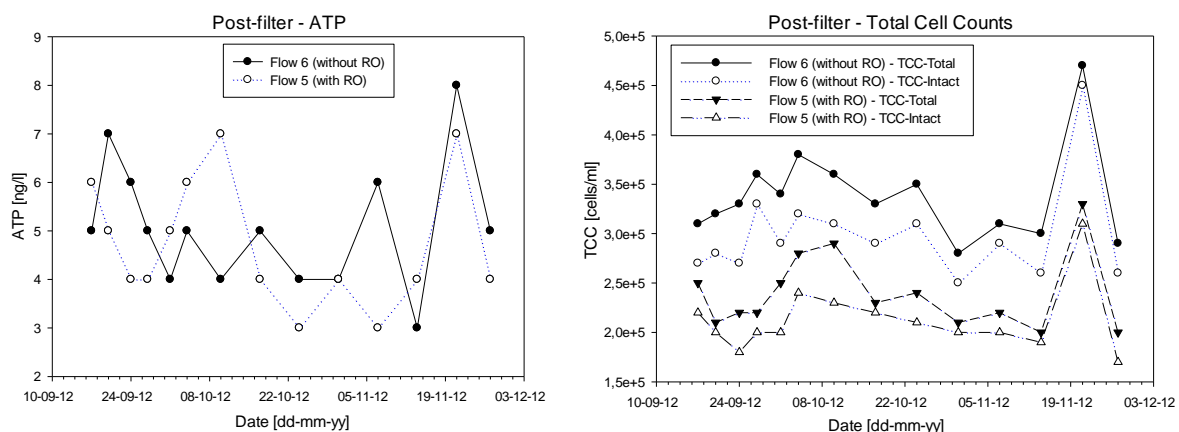 Post-filter - ATP
Flow 6 (without RO)
Flow 5 (with RO)
ATP [ng/l]
9
8
7
6
5
4
3
2
10-09-12 24-09-12 08-10-12 22-10-12 05-11-12 19-11-12 03-12-12
Date [dd-mm-yy]
Post-filter - Total Cell Counts
Flow 6 (without RO) - TCC-Total
Flow 6 (without RO) - TCC-Intact
Flow 5 (with RO) - TCC-Total
Flow 5 (with RO) - TCC-Intact
TCC [cells/ml]
5,0e+5
4,5e+5
4,0e+5
3,5e+5
3,0e+5
2,5e+5
2,0e+5
1,5e+5
10-09-12 24-09-12 08-10-12 22-10-12 05-11-12 19-11-12 03-12-12
Date [dd-mm-yy]